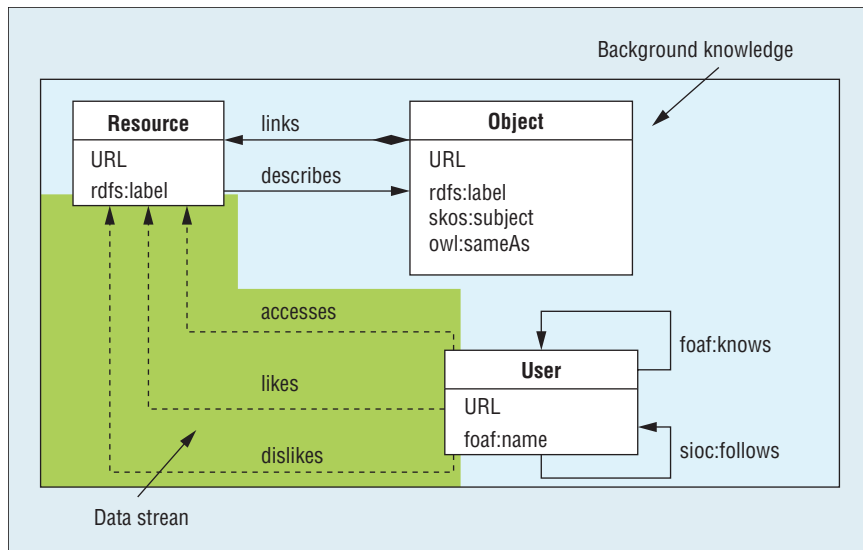 Background knowledge
Resource
URL
rdfs:label
links
describes
Object
URL
rdfs:label
skos:subject
owl:sameAs
accesses
likes
dislikes
User
URL
foaf:name
foaf:knows
sioc:follows
Data strean